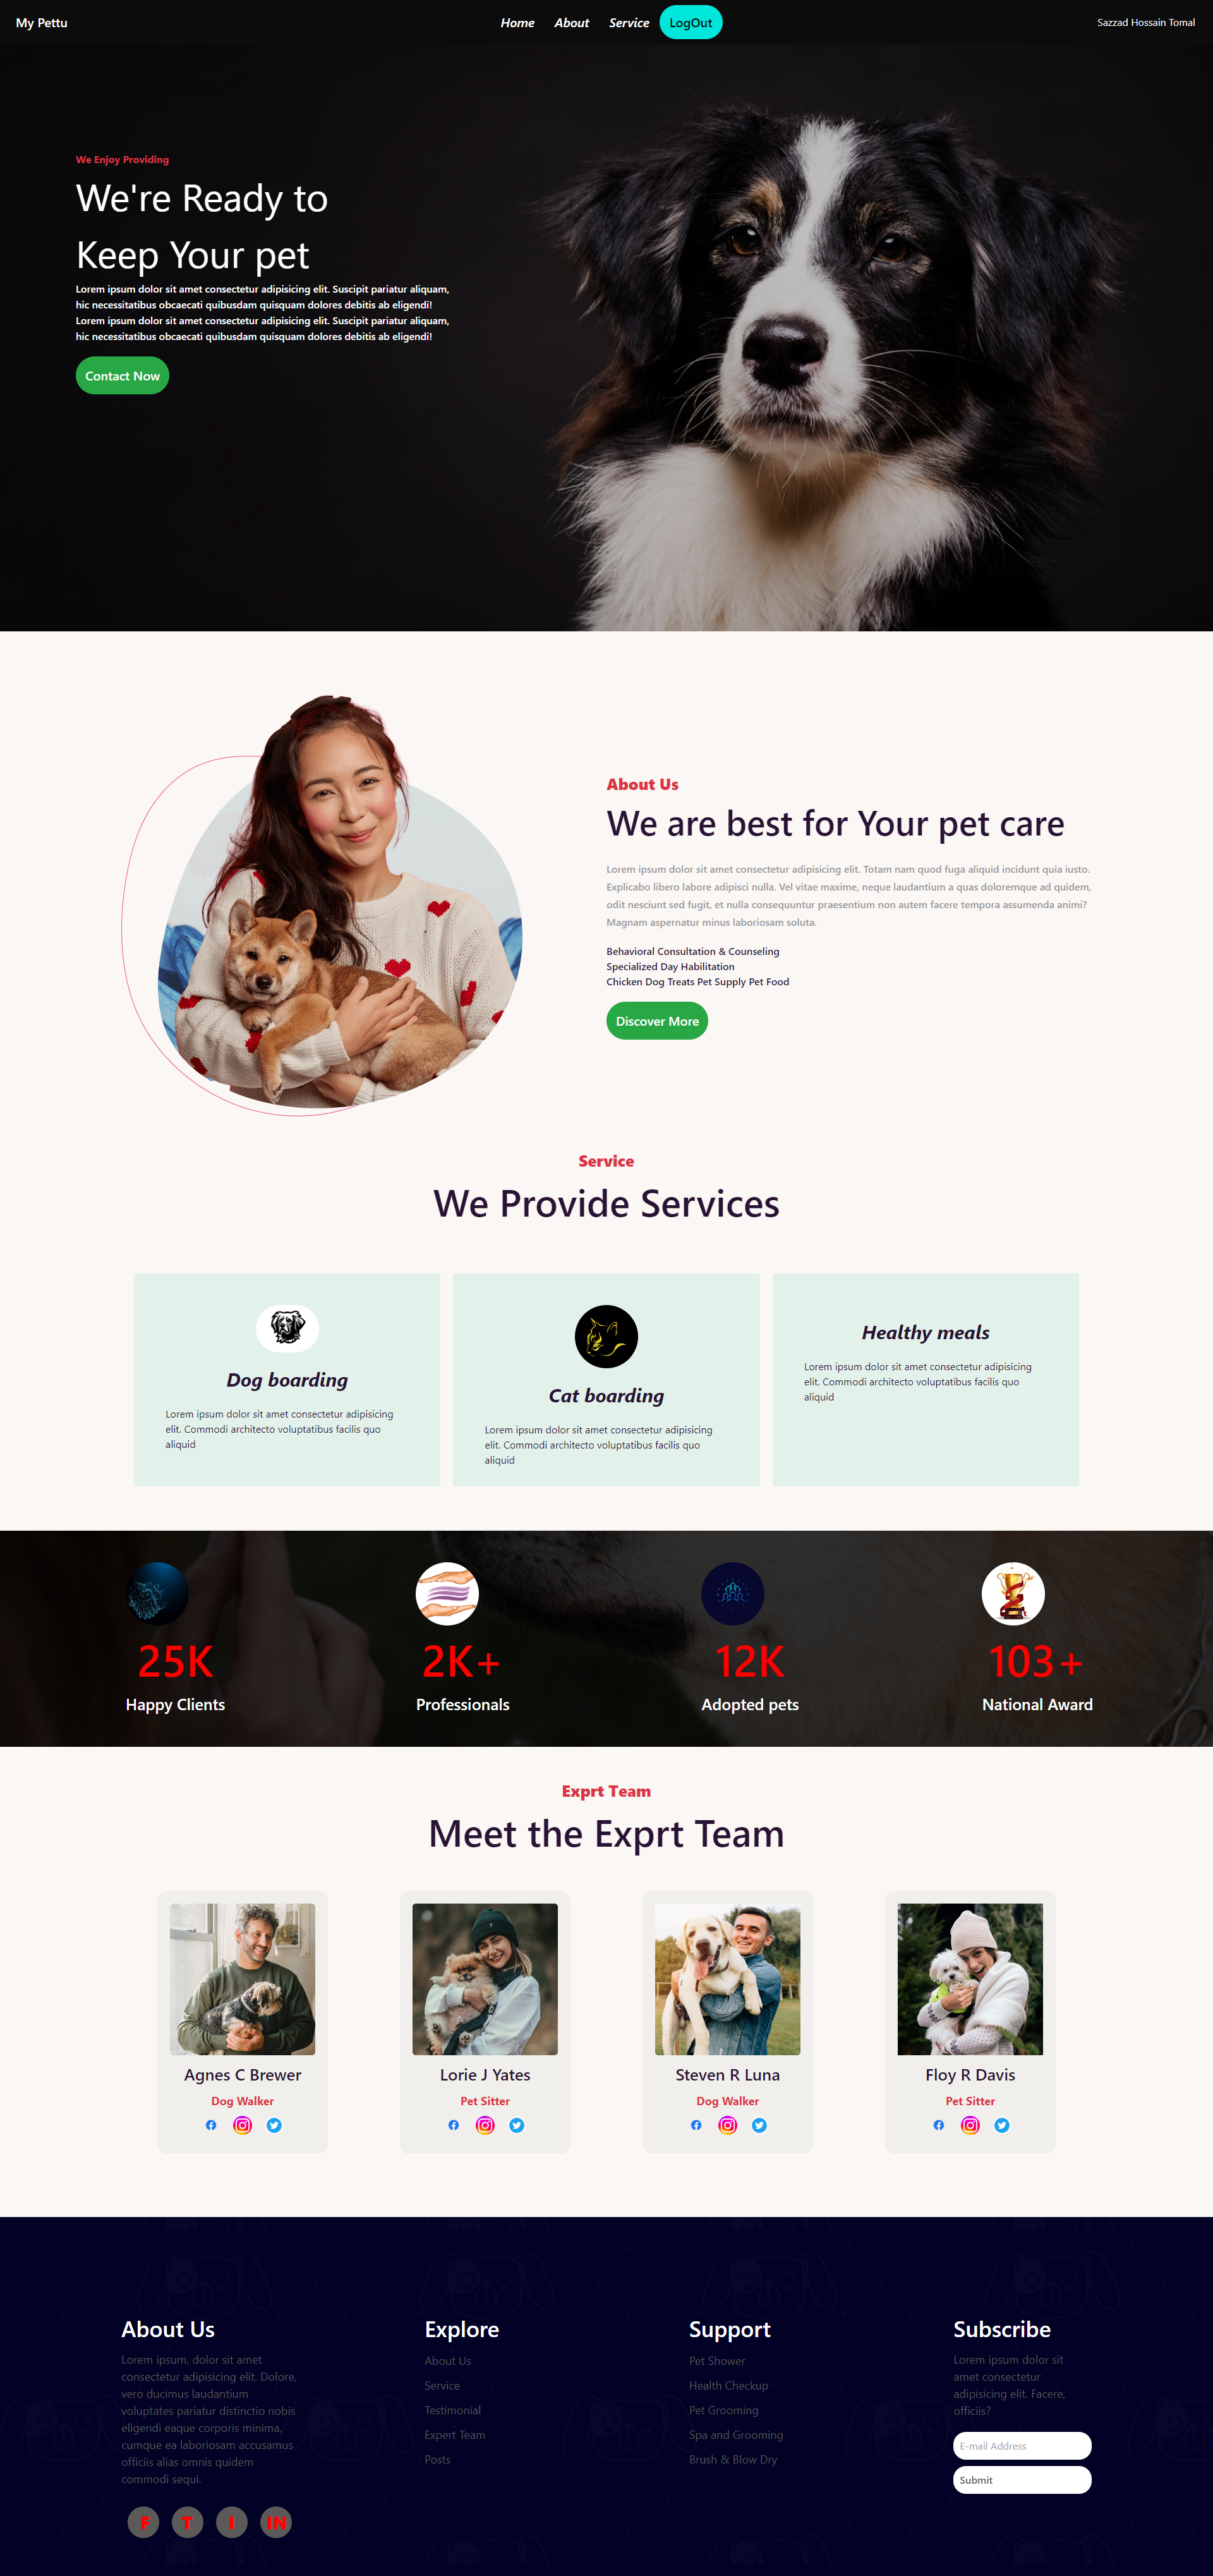 My Pettu
Home About Service LogOut
Sazzad Hossain Tomal
We Enjoy Providing
We're Ready to
Keep Your pet
Lorem ipsum dolor sit amet consectetur adipisicing elit. Suscipit pariatur aliquam,
hic necessitatibus obcaecati quibusdam quisquam dolores debitis ab eligendi!
Lorem ipsum dolor sit amet consectetur adipisicing elit. Suscipit pariatur aliquam,
hic necessitatibus obcaecati quibusdam quisquam dolores debitis ab eligendi!
Contact Now
About Us
We are best for Your pet care
Lorem ipsum dolor sit amet consectetur adipisicing elit. Totam nam quod fuga aliquid incidunt quia iusto.
Explicabo libero labore adipisci nulla. Vel vitae maxime, neque laudantium a quas doloremque ad quidem,
odit nesciunt sed fugit, et nulla consequuntur praesentium non autem facere tempora assumenda animi?
Magnam aspernatur minus laboriosam soluta.
Behavioral Consultation & Counseling
Specialized Day Habilitation
Chicken Dog Treats Pet Supply Pet Food
Discover More
Service
We Provide Services
Dog boarding
Lorem ipsum dolor sit amet consectetur adipisicing
elit. Commodi architecto voluptatibus facilis quo
aliquid
Cat boarding
Lorem ipsum dolor sit amet consectetur adipisicing
elit. Commodi architecto voluptatibus facilis quo
aliquid
Healthy meals
Lorem ipsum dolor sit amet consectetur adipisicing
elit. Commodi architecto voluptatibus facilis quo
aliquid
25K
Happy Clients
2K+
Professionals
12K
Adopted pets
103+
National Award
Exprt Team
Meet the Exprt Team
Agnes C Brewer
Dog Walker
Lorie J Yates
Pet Sitter
Steven R Luna
Dog Walker
Floy R Davis
Pet Sitter
About Us
Lorem ipsum, dolor sit amet
consectetur adipisicing elit. Dolore,
vero ducimus laudantium
voluptates pariatur distinctio nobis
eligendi eaque corporis minima,
cumque ea laboriosam accusamus
officiis alias omnis quidem
commodi sequi.
F T I IN
Explore
About Us
Service
Testimonial
Expert Team
Posts
Support
Pet Shower
Health Checkup
Pet Grooming
Spa and Grooming
Brush & Blow Dry
Subscribe
Lorem ipsum dolor sit
amet consectetur
adipisicing elit. Facere,
officiis?
E-mail Address
Submit